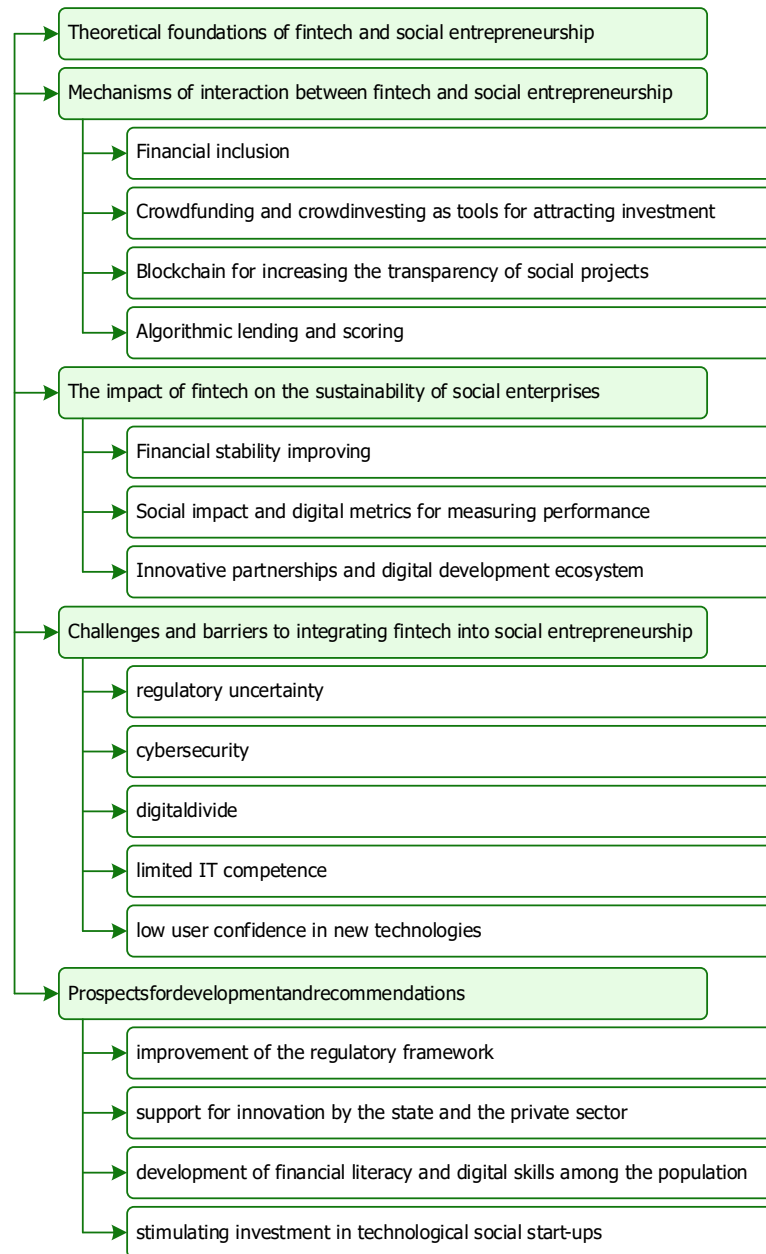 Theoretical foundations of fintech and social entrepreneurship
Mechanisms of interaction between fintech and social entrepreneurship
Financial inclusion
Crowdfunding and crowdinvesting as tools for attracting investment
Blockchain for increasing the transparency of social projects
Algorithmic lending and scoring
The impact of fintech on the sustainability of social enterprises
Financial stability improving
Social impact and digital metrics for measuring performance
Innovative partnerships and digital development ecosystem
Challenges and barriers to integrating fintech into social entrepreneurship
regulatory uncertainty
cybersecurity
digitaldivide
limited IT competence
low user confidence in new technologies
Prospectsfordevelopmentandrecommendations
improvement of the regulatory framework
support for innovation by the state and the private sector
development of financial literacy and digital skills among the population
stimulating investment in technological social start-ups